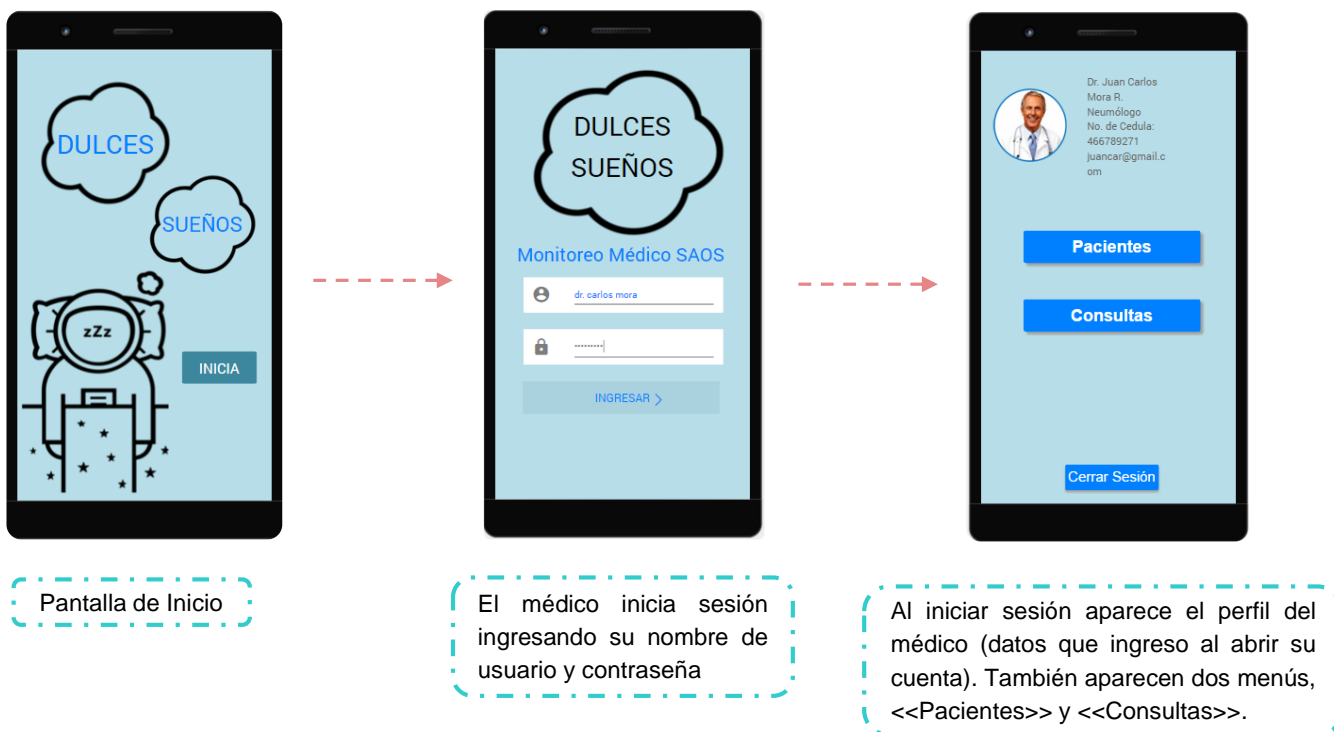 DULCES
SUEÑOS
zZz
INICIA
Pantalla de Inicio
DULCES
SUEÑOS
Monitoreo Médico SAOS
dr. carlos mora
INGRESAR
El médico inicia sesión
ingresando su nombre de
usuario y contraseña
Dr. Juan Carlos
Mora R.
Neumólogo
No. de Cedula:
466789271
juancar@gmail.c
om
Pacientes
Consultas
Cerrar Sesión
Al iniciar sesión aparece el perfil del
médico (datos que ingreso al abrir su
cuenta). También aparecen dos menús,
<<Pacientes>> y <<Consultas>>.